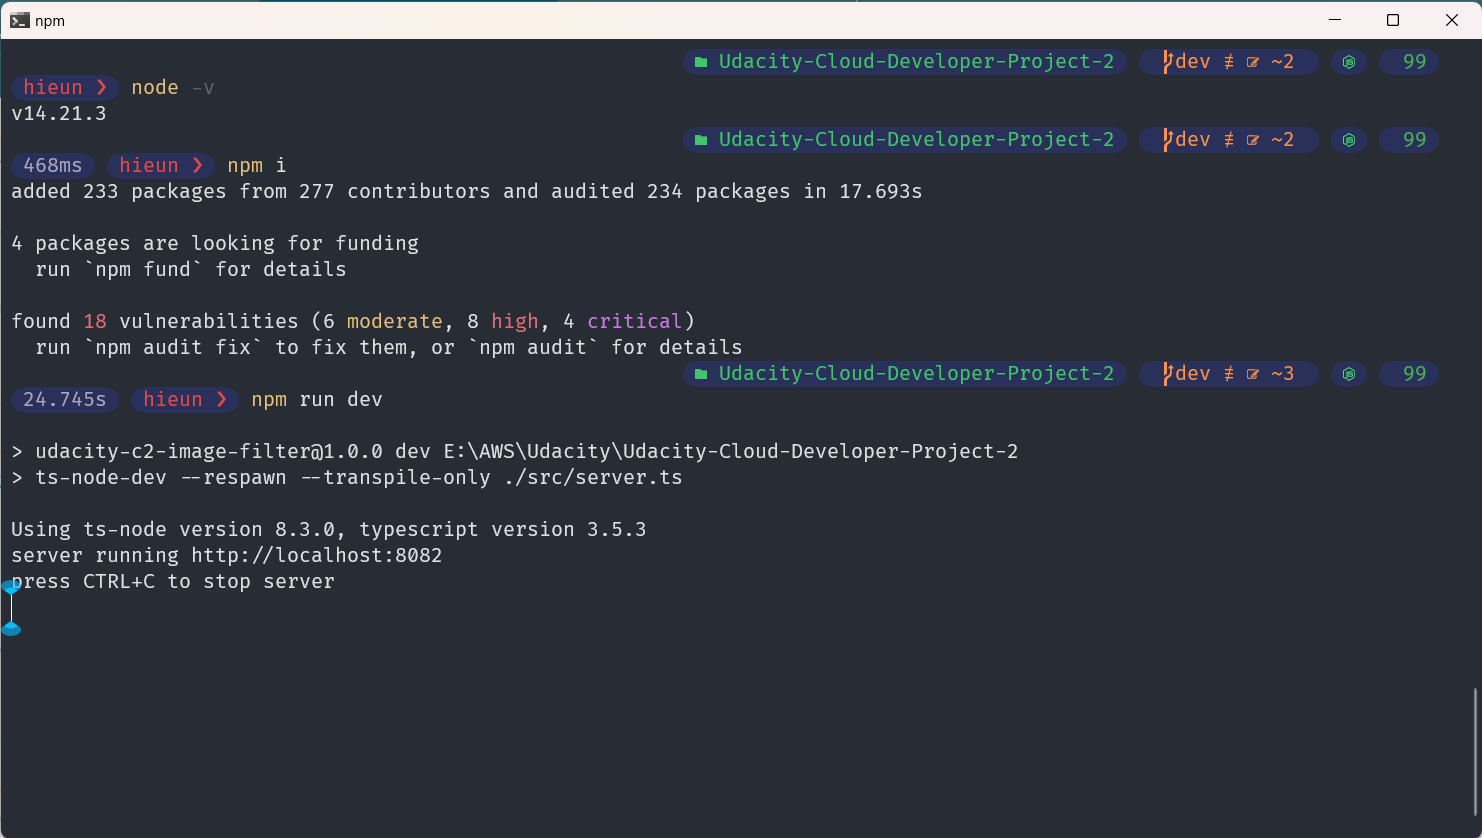 npm
Udacity-Cloud-Developer-Project-2 dev ≢ ~2 99
hieun ❯ node -v
v14.21.3
Udacity-Cloud-Developer-Project-2 dev ≢ ~2 99
468ms hieun ❯ npm i
added 233 packages from 277 contributors and audited 234 packages in 17.693s
4 packages are looking for funding
run `npm fund` for details
found 18 vulnerabilities (6 moderate, 8 high, 4 critical)
run `npm audit fix` to fix them, or `npm audit` for details
Udacity-Cloud-Developer-Project-2 dev ≢ ~3 99
24.745s hieun ❯ npm run dev
> udacity-c2-image-filter@1.0.0 dev E:\AWS\Udacity\Udacity-Cloud-Developer-Project-2
> ts-node-dev --respawn --transpile-only ./src/server.ts
Using ts-node version 8.3.0, typescript version 3.5.3
server running http://localhost:8082
press CTRL+C to stop server